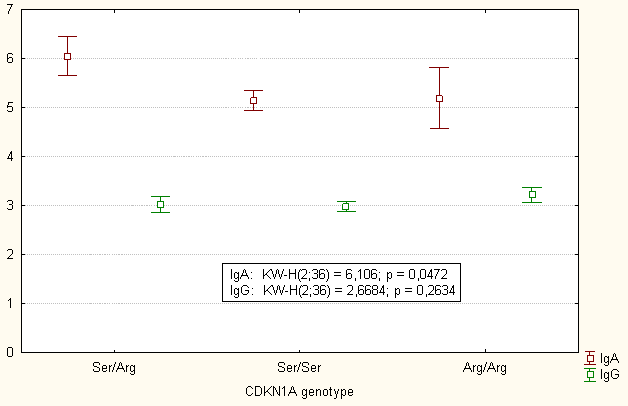 7
6
5
4
3
2
1
0
IgA: KW-H(2;36) = 6,106; p = 0,0472
IgG: KW-H(2;36) = 2,6684; p = 0,2634
Ser/Arg Ser/Ser Arg/Arg
CDKN1A genotype
IgA
IgG